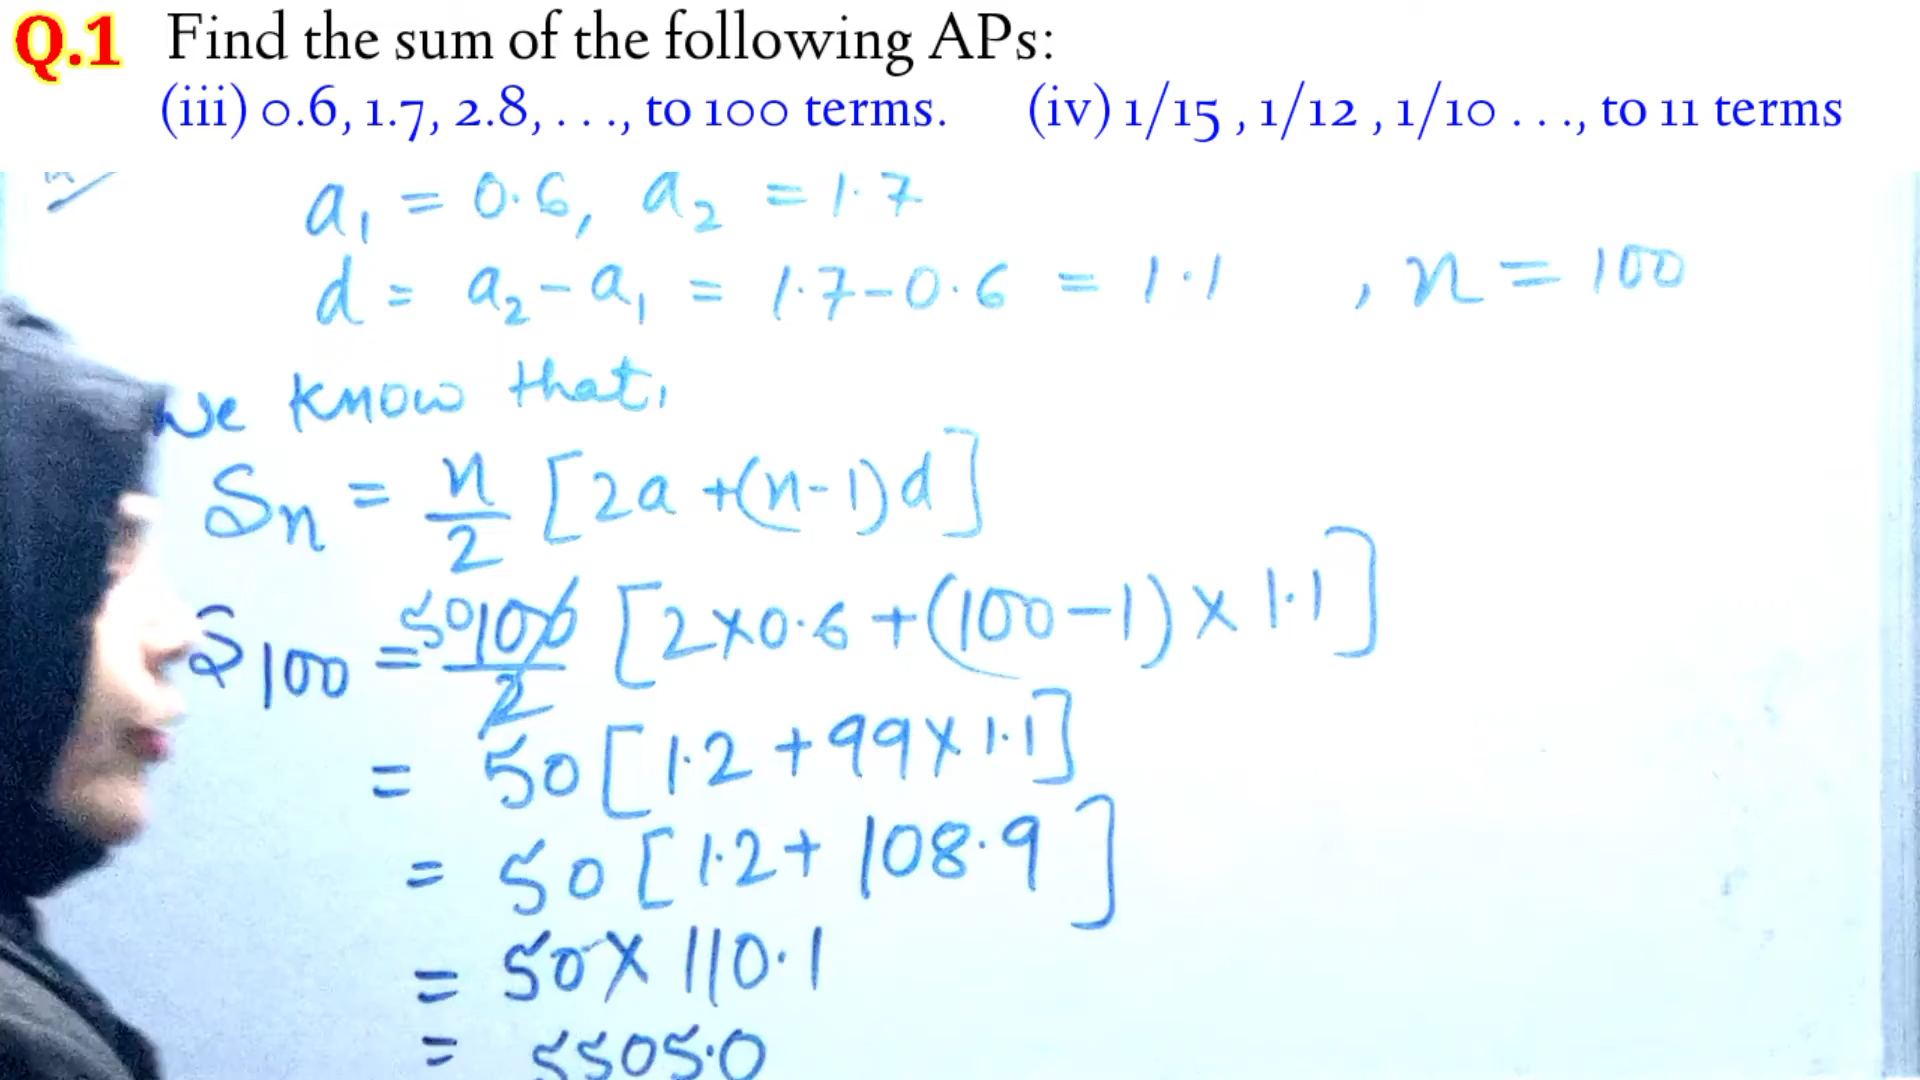 Q.1 Find the sum of the following APs:
(iii) 0.6, 1.7, 2.8, . . ., to 100 terms. (iv) 1/15 , 1/12 , 1/10 . . ., to 11 terms
a₁ = 0.6, a₂ = 1.7
d = a₂ - a₁ = 1.7 - 0.6 = 1.1 , n = 100
We know that,
Sn = n/2 [2a + (n-1)d]
S100 = 50 100/2 [2×0.6 + (100-1) × 1.1]
= 50 [1.2 + 99 × 1.1]
= 50 [1.2 + 108.9]
= 50 × 110.1
= 5505.0